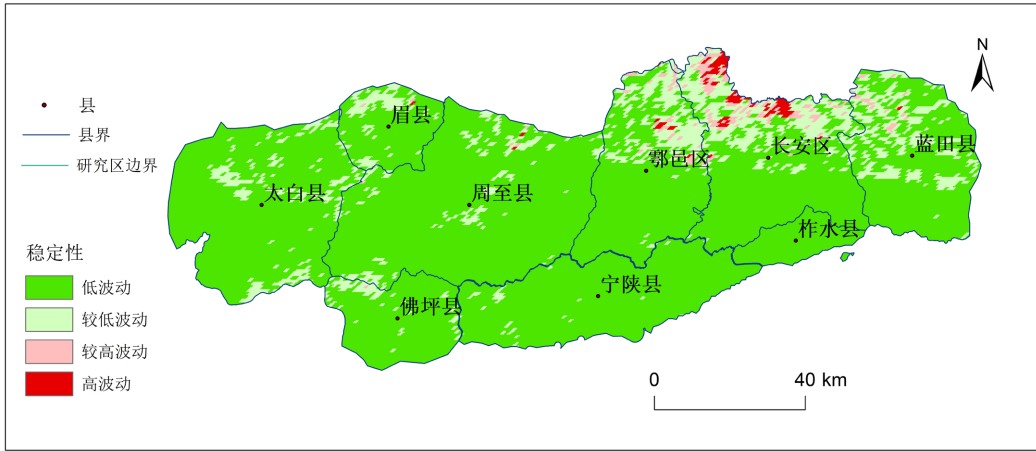 N
县
县界
研究区边界
眉县
鄠邑区
长安区
蓝田县
太白县
周至县
柞水县
宁陕县
佛坪县
稳定性
低波动
较低波动
较高波动
高波动
0 40 km